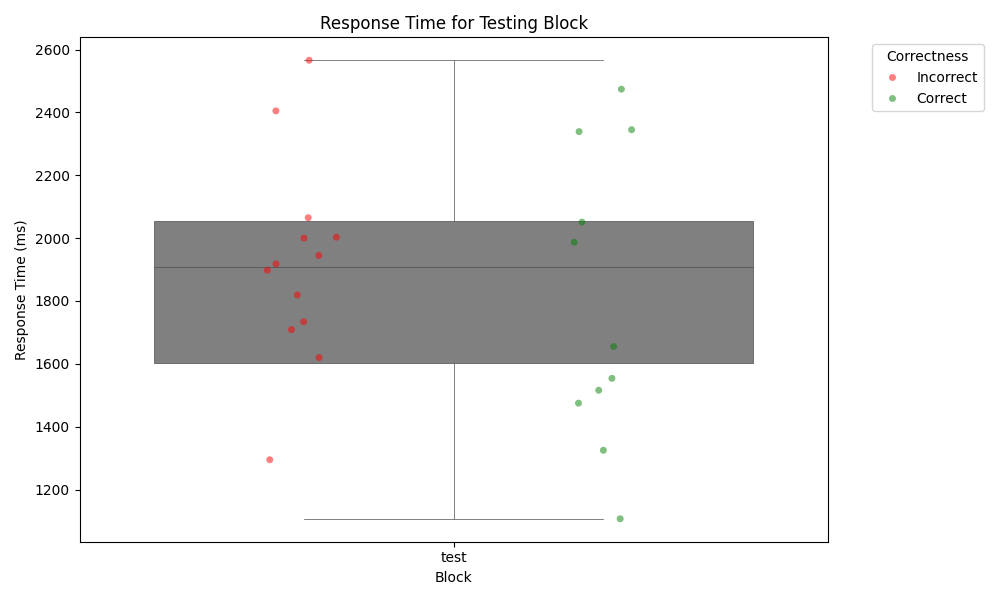 Response Time for Testing Block
Correctness
Incorrect
Correct
Response Time (ms)
2600
2400
2200
2000
1800
1600
1400
1200
test
Block